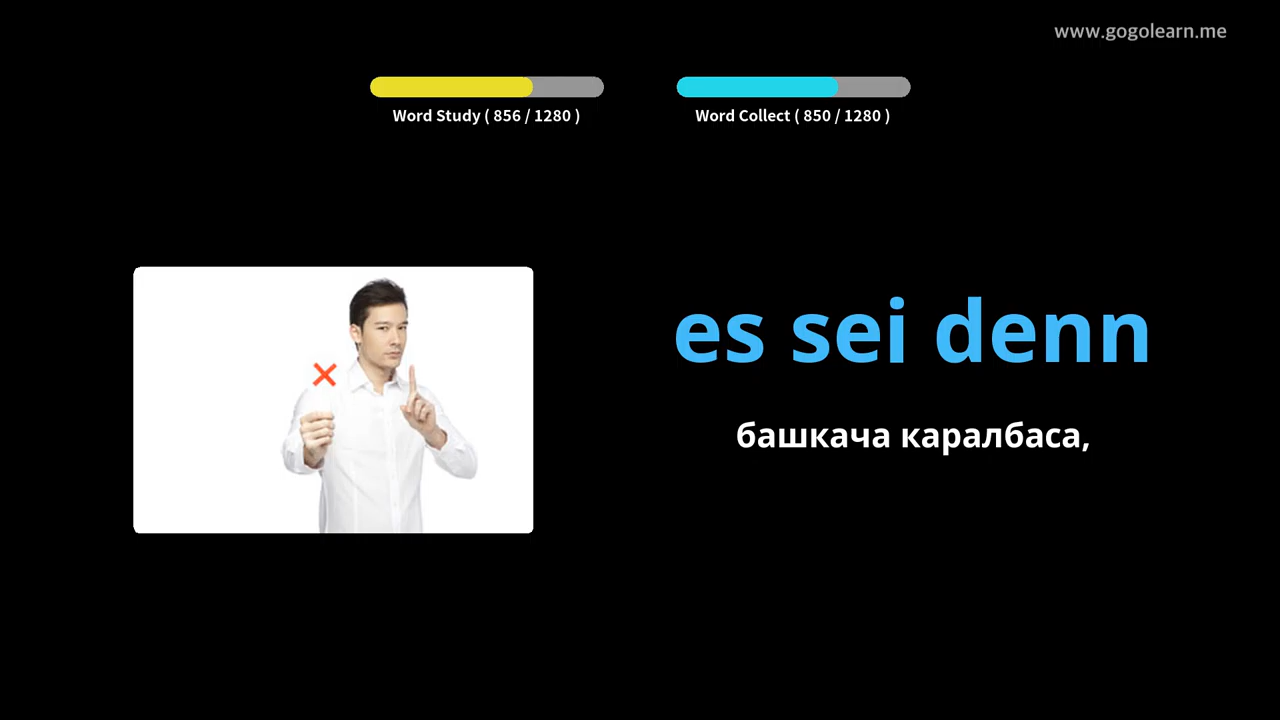 www.gogolearn.me
Word Study ( 856 / 1280 )
Word Collect ( 850 / 1280 )
es sei denn
башкача каралбаса,